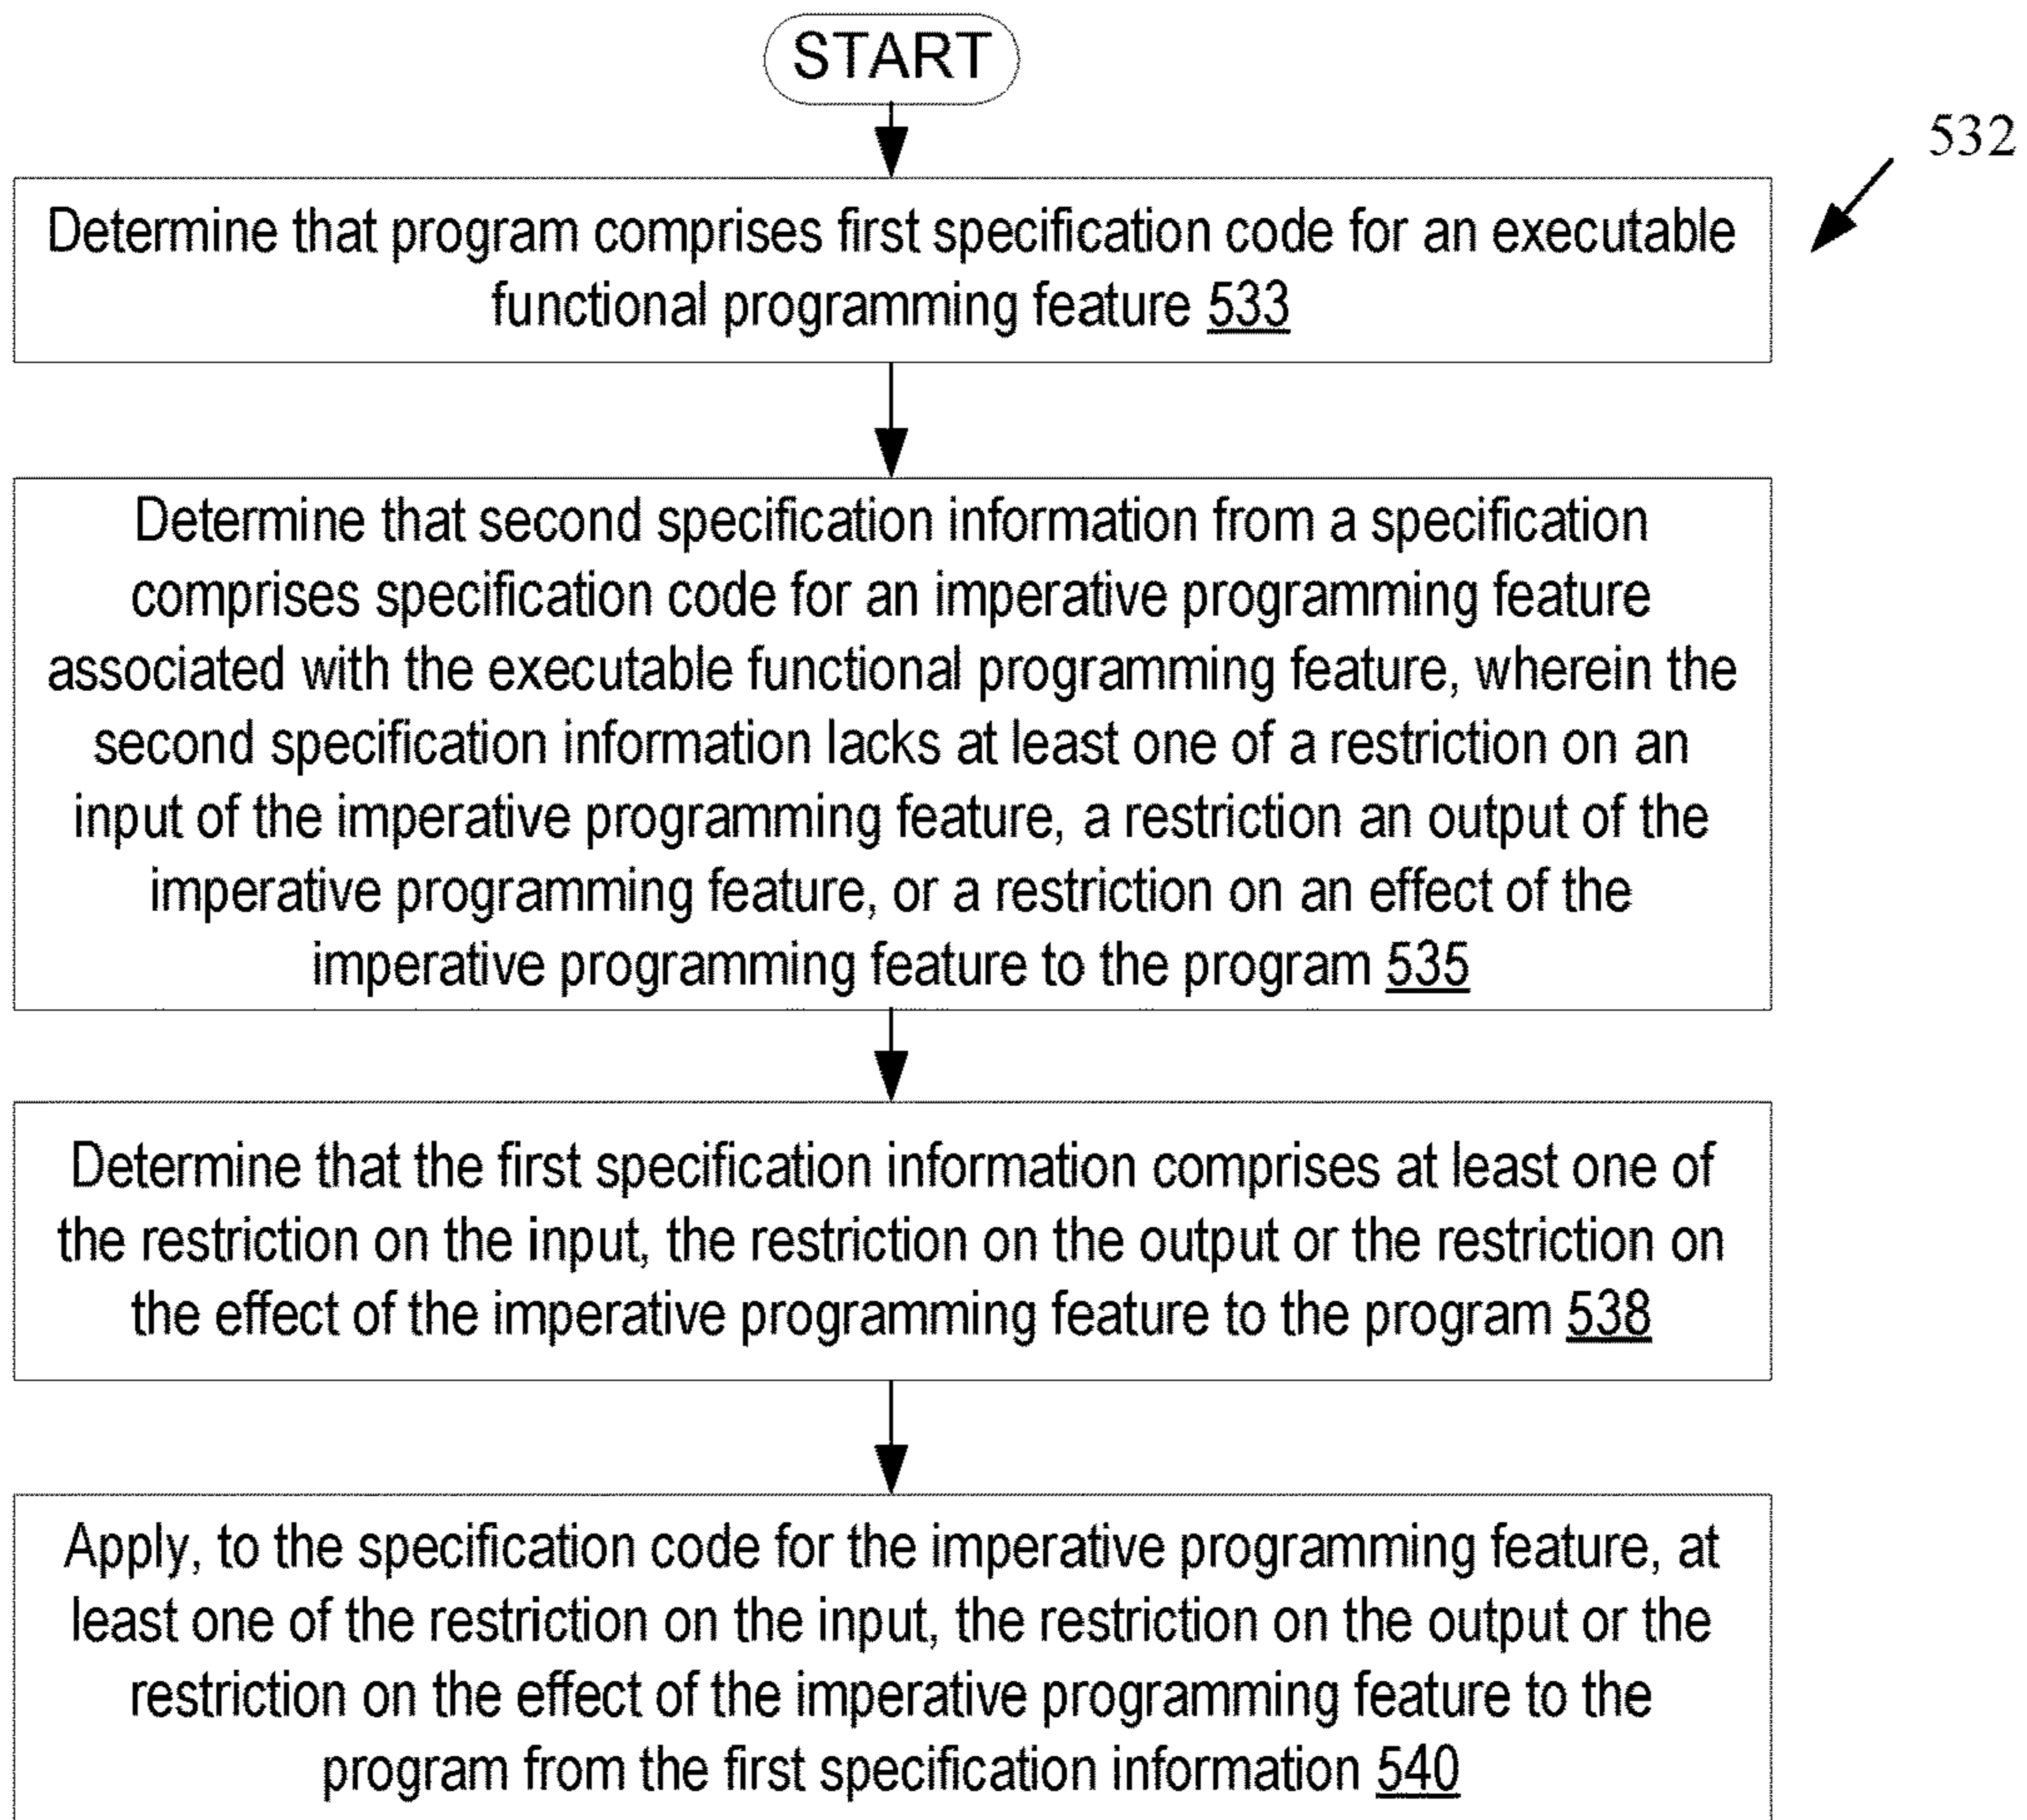 START
532
Determine that program comprises first specification code for an executable
functional programming feature 533
Determine that second specification information from a specification
comprises specification code for an imperative programming feature
associated with the executable functional programming feature, wherein the
second specification information lacks at least one of a restriction on an
input of the imperative programming feature, a restriction an output of the
imperative programming feature, or a restriction on an effect of the
imperative programming feature to the program 535
Determine that the first specification information comprises at least one of
the restriction on the input, the restriction on the output or the restriction on
the effect of the imperative programming feature to the program 538
Apply, to the specification code for the imperative programming feature, at
least one of the restriction on the input, the restriction on the output or the
restriction on the effect of the imperative programming feature to the
program from the first specification information 540